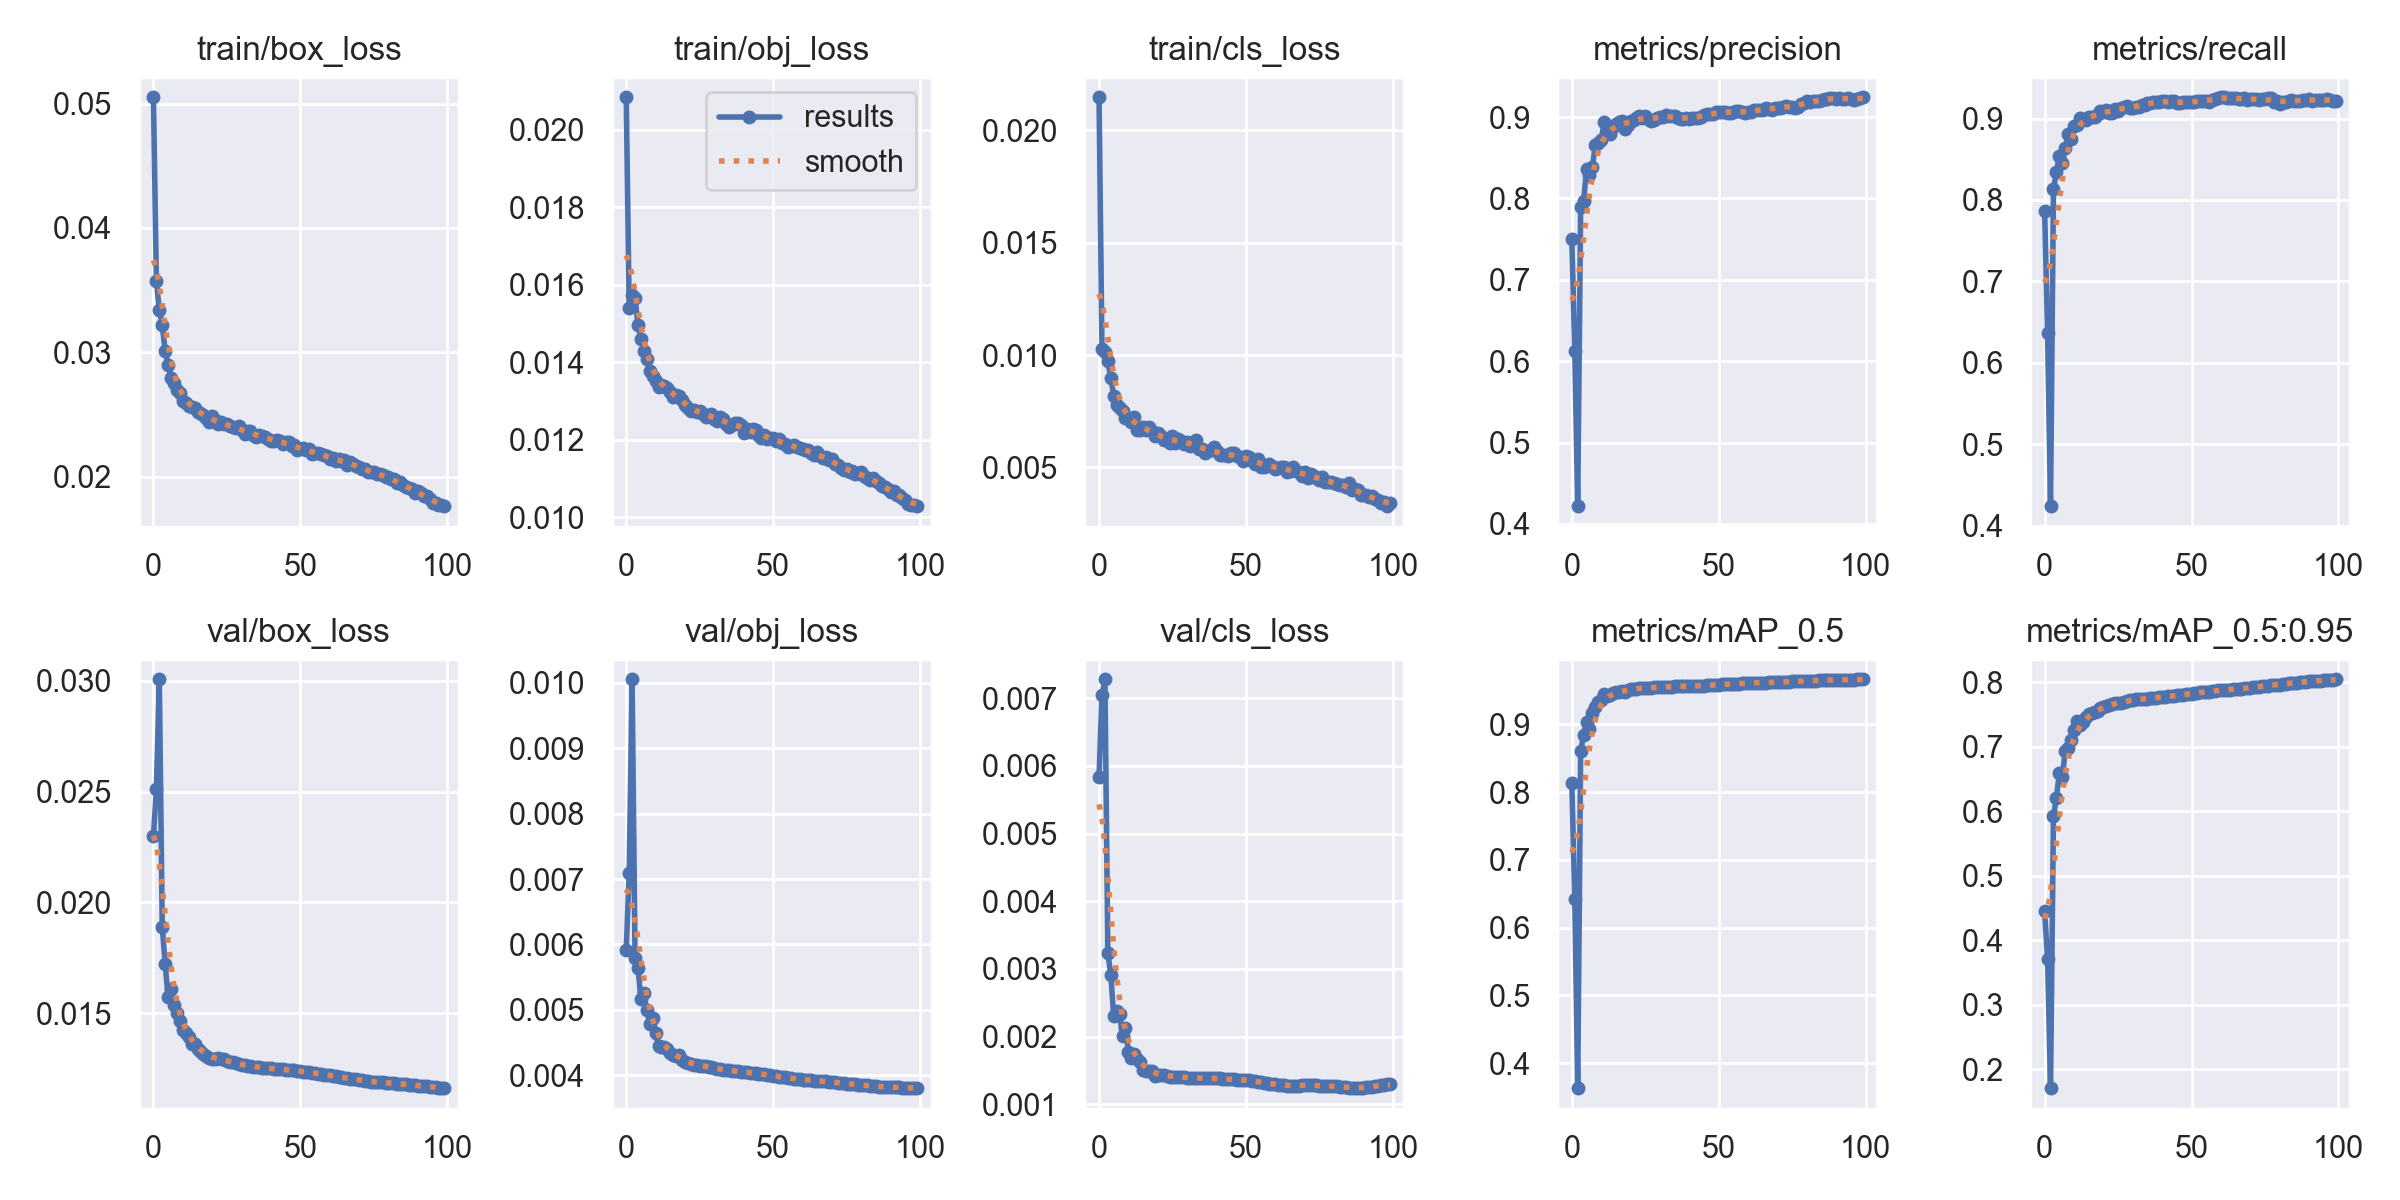 train/box_loss
0.05
0.04
0.03
0.02
0 50 100
train/obj_loss
results
smooth
0.020
0.018
0.016
0.014
0.012
0.010
0 50 100
train/cls_loss
0.020
0.015
0.010
0.005
0 50 100
metrics/precision
0.9
0.8
0.7
0.6
0.5
0.4
0 50 100
metrics/recall
0.9
0.8
0.7
0.6
0.5
0.4
0 50 100
val/box_loss
0.030
0.025
0.020
0.015
0 50 100
val/obj_loss
0.010
0.009
0.008
0.007
0.006
0.005
0.004
0 50 100
val/cls_loss
0.007
0.006
0.005
0.004
0.003
0.002
0.001
0 50 100
metrics/mAP_0.5
0.9
0.8
0.7
0.6
0.5
0.4
0 50 100
metrics/mAP_0.5:0.95
0.8
0.7
0.6
0.5
0.4
0.3
0.2
0 50 100